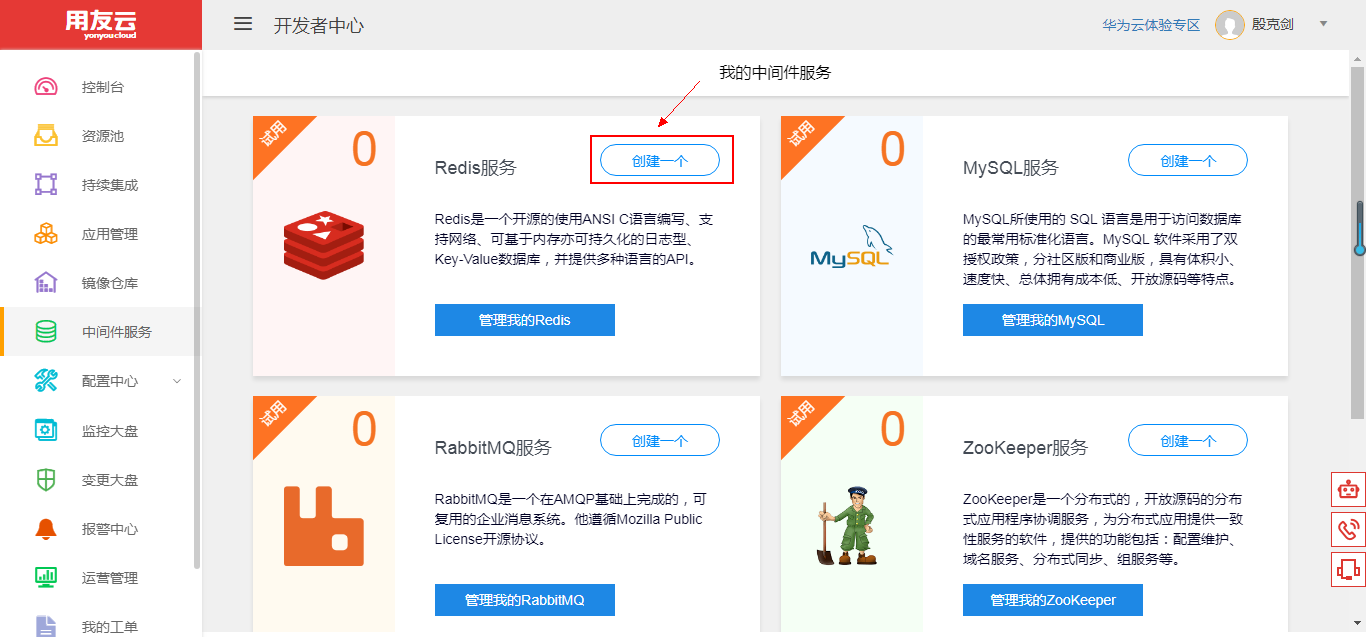 用友云
yonyoucloud
开发者中心
华为云体验专区
殷克剑
控制台
资源池
持续集成
应用管理
镜像仓库
中间件服务
配置中心
监控大盘
变更大盘
报警中心
运营管理
我的工单
我的中间件服务
试用
0
Redis服务
创建一个
Redis是一个开源的使用ANSI C语言编写、支
持网络、可基于内存亦可持久化的日志型、
Key-Value数据库，并提供多种语言的API。
管理我的Redis
试用
0
MySQL
MySQL服务
创建一个
MySQL所使用的 SQL 语言是用于访问数据库
的最常用标准化语言。MySQL 软件采用了双
授权政策，分社区版和商业版，具有体积小、
速度快、总体拥有成本低、开放源码等特点。
管理我的MySQL
试用
0
RabbitMQ服务
创建一个
RabbitMQ是一个在AMQP基础上完成的，可
复用的企业消息系统。他遵循Mozilla Public
License开源协议。
管理我的RabbitMQ
试用
0
ZooKeeper服务
创建一个
ZooKeeper是一个分布式的，开放源码的分布
式应用程序协调服务，为分布式应用提供一致
性服务的软件，提供的功能包括：配置维护、
域名服务、分布式同步、组服务等。
管理我的ZooKeeper